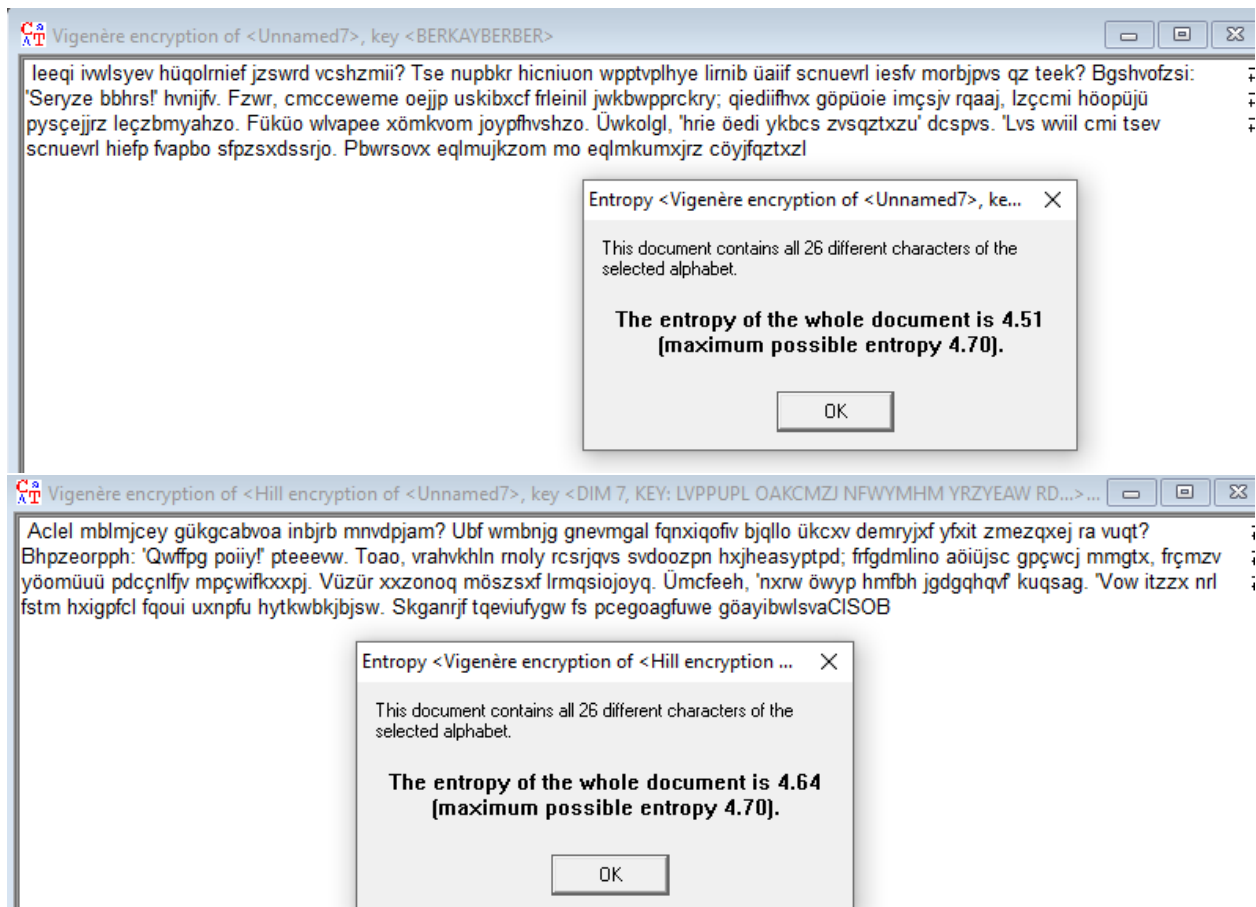 Vigenère encryption of <Unnamed7>, key <BERKAYBERBER>
Ieeqi ivwlsyev hüqolrnief jzswrd vcshzmii? Tse nupbkr hicniuon wpptvplhye lirnib üaiif scnuevrl iesfv morbjpvs qz teek? Bgshvofzsi:
'Seryze bbhrs!' hvnijfv. Fzwr, cmcceweme oejjp uskibxcf frleinil jwkbwpprckry; qiediifhvx göpüoie imçsjv rqaaj, lzççmi höopüjü
pysçejjrz leçzbmyahzo. Füküo wlvapee xömkvom joypfhvshzo. Üwkolgl, 'hrie öedi ykbcs zvsqztxzu' dcspvs. 'Lvs wviil cmi tsev
scnuevrl hiefp fvapbo sfpzsxdssrjo. Pbwrsovx eqlmujkzom mo eqlmkumxjrz cöyjfqztxzl
Entropy <Vigenère encryption of <Unnamed7>, ke...
This document contains all 26 different characters of the
selected alphabet.
The entropy of the whole document is 4.51
(maximum possible entropy 4.70).
OK
Vigenère encryption of <Hill encryption of <Unnamed7>, key <DIM 7, KEY: LVPPUPL OAKCMZJ NFWYMHM YRZYEAW RD...>...
Aclel mblmjcey gükgcabvoa inbjrb mnvdpjam? Ubf wmbnjg gnevmgal fqnxiqofiv bjqllo ükcxv demryjxf yfxit zmezqxej ra vuqt?
Bhpzeorpph: 'Qwffpg poiiy!' pteeevw. Toao, vrahvkhln rnoly rcsrjqvs svdoozpn hxjheasyptpd; frfgdmlino aöiüjsc gpçwcj mmgtx, frçmzv
yöomüuü pdcçnlfjv mpçwifkxxpj. Vüzür xxzonoq möszsxf lrmqsiojoyq. Ümcfeeh, 'nxrw öwyp hmfbh jgdgqhqvf' kuqsag. 'Vow itzzx nrl
fstm hxigpfcl fqoui uxnpfu hytkwbkjbjsw. Skganrjf tqeviufygw fs pcegoagfuwe göayibwlsvaClSOB
Entropy <Vigenère encryption of <Hill encryption ...
This document contains all 26 different characters of the
selected alphabet.
The entropy of the whole document is 4.64
(maximum possible entropy 4.70).
OK